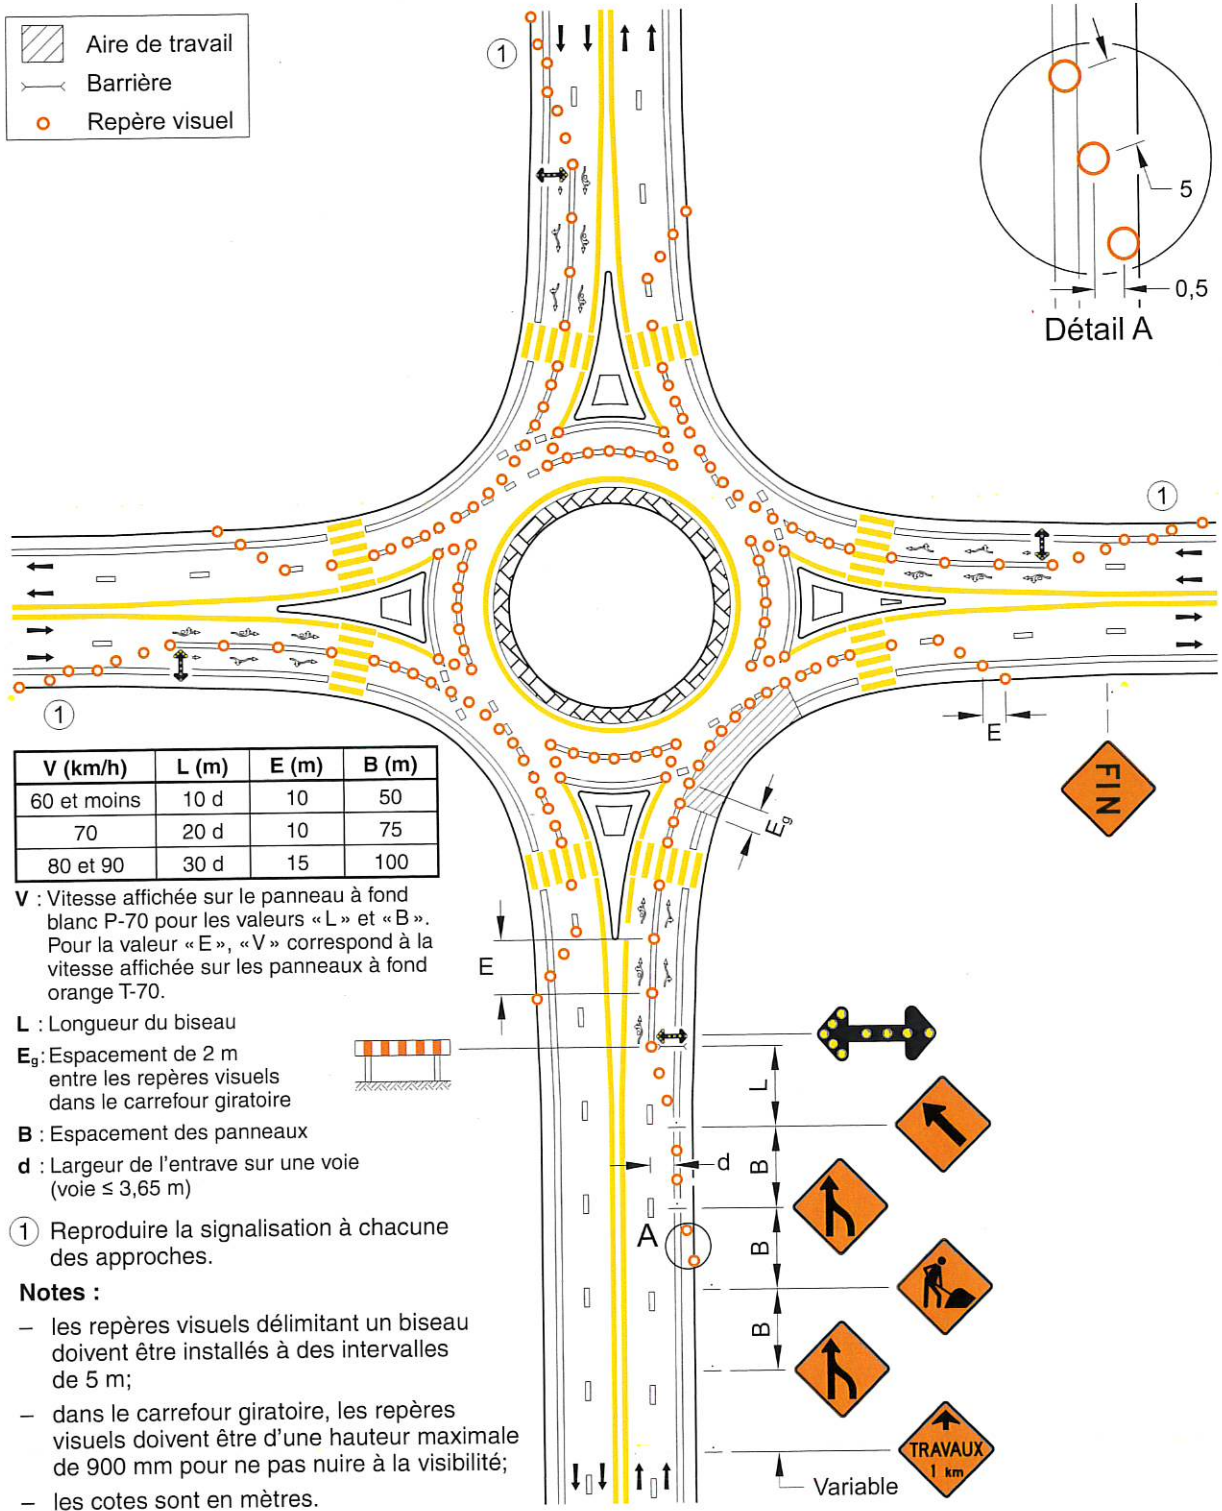 Aire de travail
Barrière
Repère visuel
1
5
0,5
Détail A
1
1
E
FIN
V (km/h) L (m) E (m) B (m)
60 et moins 10 d 10 50
70 20 d 10 75
80 et 90 30 d 15 100
Eg
V : Vitesse affichée sur le panneau à fond
blanc P-70 pour les valeurs « L » et « B ».
Pour la valeur « E », « V » correspond à la
vitesse affichée sur les panneaux à fond
orange T-70.
L : Longueur du biseau
Eg : Espacement de 2 m
entre les repères visuels
dans le carrefour giratoire
B : Espacement des panneaux
d : Largeur de l'entrave sur une voie
(voie ≤ 3,65 m)
1 Reproduire la signalisation à chacune
des approches.
Notes :
– les repères visuels délimitant un biseau
doivent être installés à des intervalles
de 5 m;
– dans le carrefour giratoire, les repères
visuels doivent être d'une hauteur maximale
de 900 mm pour ne pas nuire à la visibilité;
– les cotes sont en mètres.
E
L
B
d
A
B
B
TRAVAUX
1 km
Variable